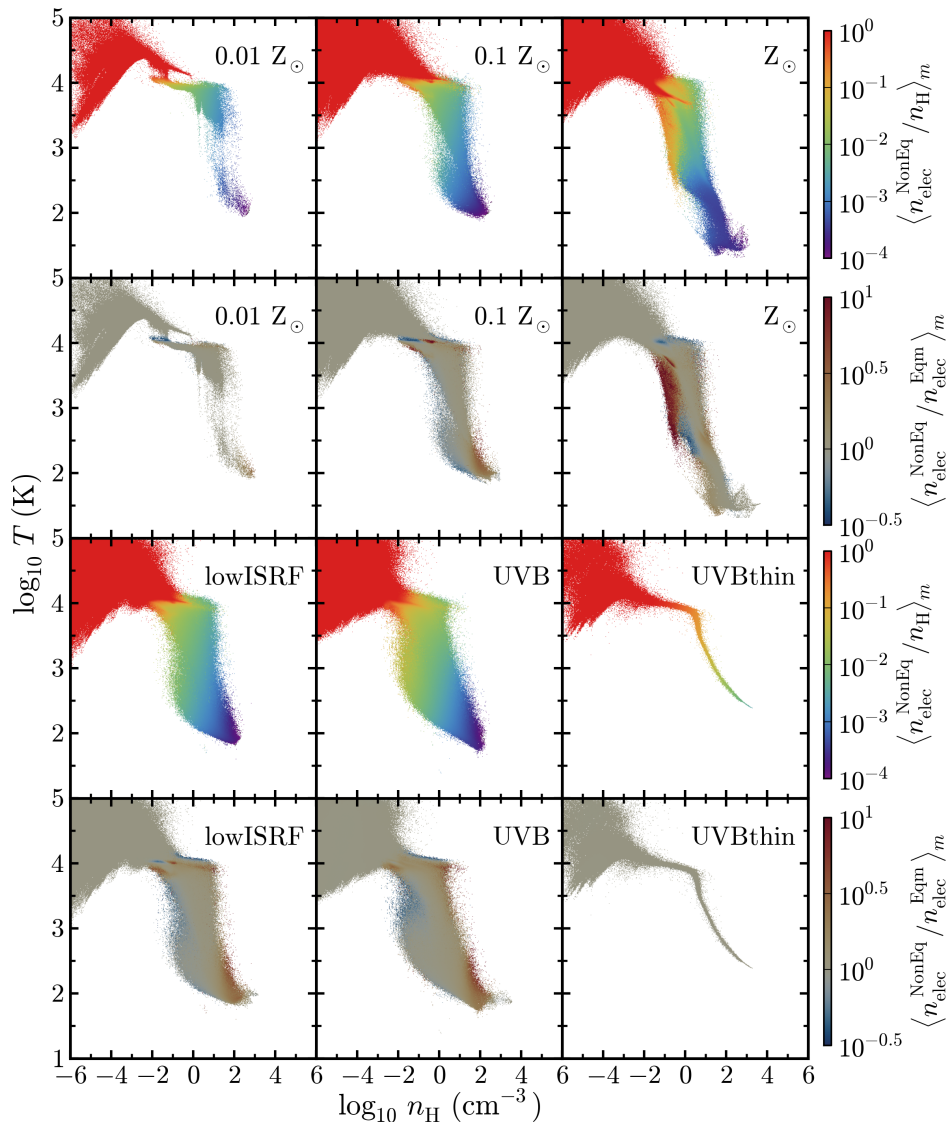 5
4
3
2
0.01 Z⊙
0.1 Z⊙
Z⊙
10^0
10^−1
10^−2
10^−3
10^−4
⟨n_elec^NonEq/n_H⟩_m
5
4
3
2
0.01 Z⊙
0.1 Z⊙
Z⊙
10^1
10^0.5
10^0
10^−0.5
⟨n_elec^NonEq/n_elec^Eqm⟩_m
log10 T (K)
5
4
3
2
lowISRF
UVB
UVBthin
10^0
10^−1
10^−2
10^−3
10^−4
⟨n_elec^NonEq/n_H⟩_m
5
4
3
2
1
lowISRF
UVB
UVBthin
10^1
10^0.5
10^0
10^−0.5
⟨n_elec^NonEq/n_elec^Eqm⟩_m
−6 −4 −2 0 2 4 6 −4 −2 0 2 4 6 −4 −2 0 2 4 6
log10 n_H (cm^−3)